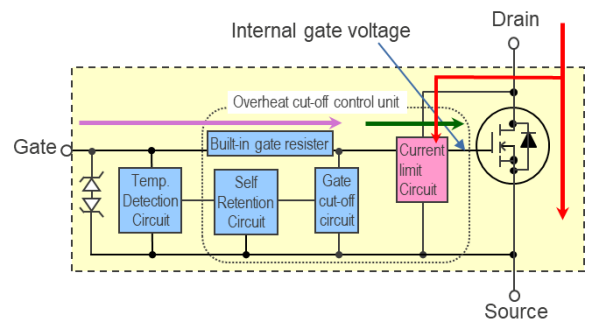 Drain
Internal gate voltage
Overheat cut-off control unit
Gate
Built-in gate resister
Current
limit
Circuit
Temp.
Detection
Circuit
Self
Retention
Circuit
Gate
cut-off
circuit
Source